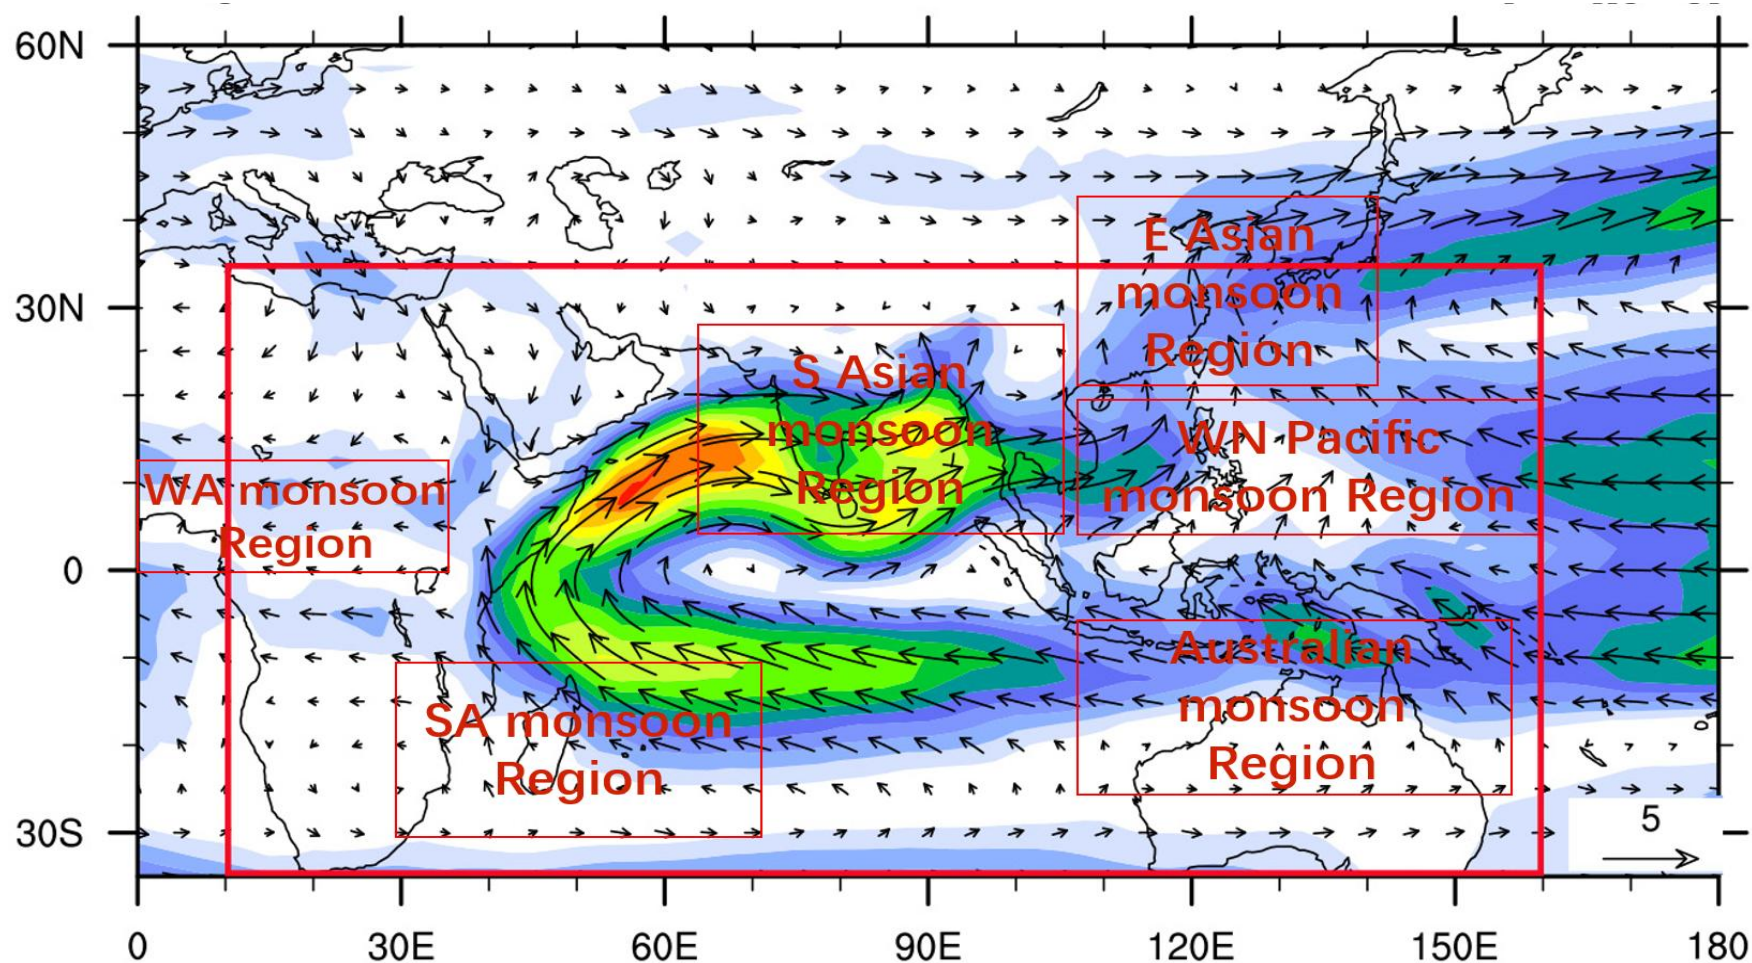 60N
E Asian
monsoon
Region
30N
S Asian
monsoon
Region
WN Pacific
monsoon Region
WA monsoon
Region
0
Australian
monsoon
Region
SA monsoon
Region
30S
5
0
30E
60E
90E
120E
150E
180